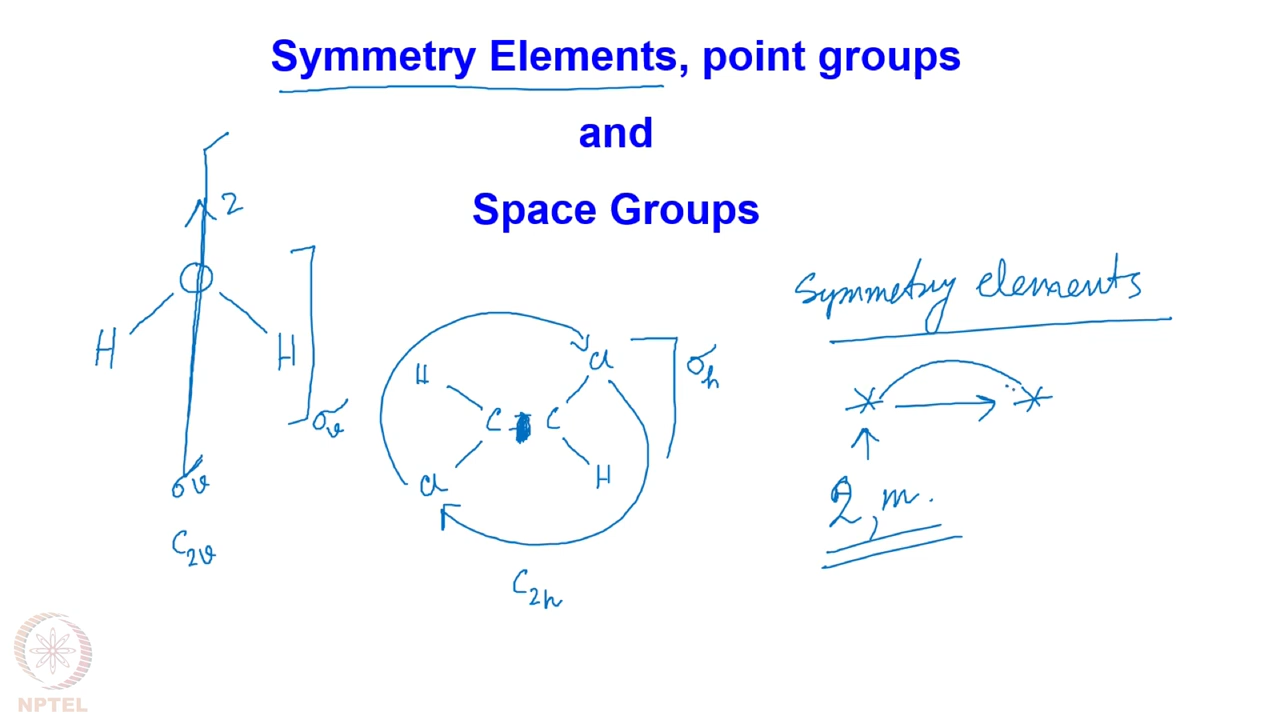 Symmetry Elements, point groups
and
Space Groups
2
O
H H
σv
σv
C2v
H Cl
C = C
Cl H
σh
C2h
Symmetry elements
2, m.
NPTEL